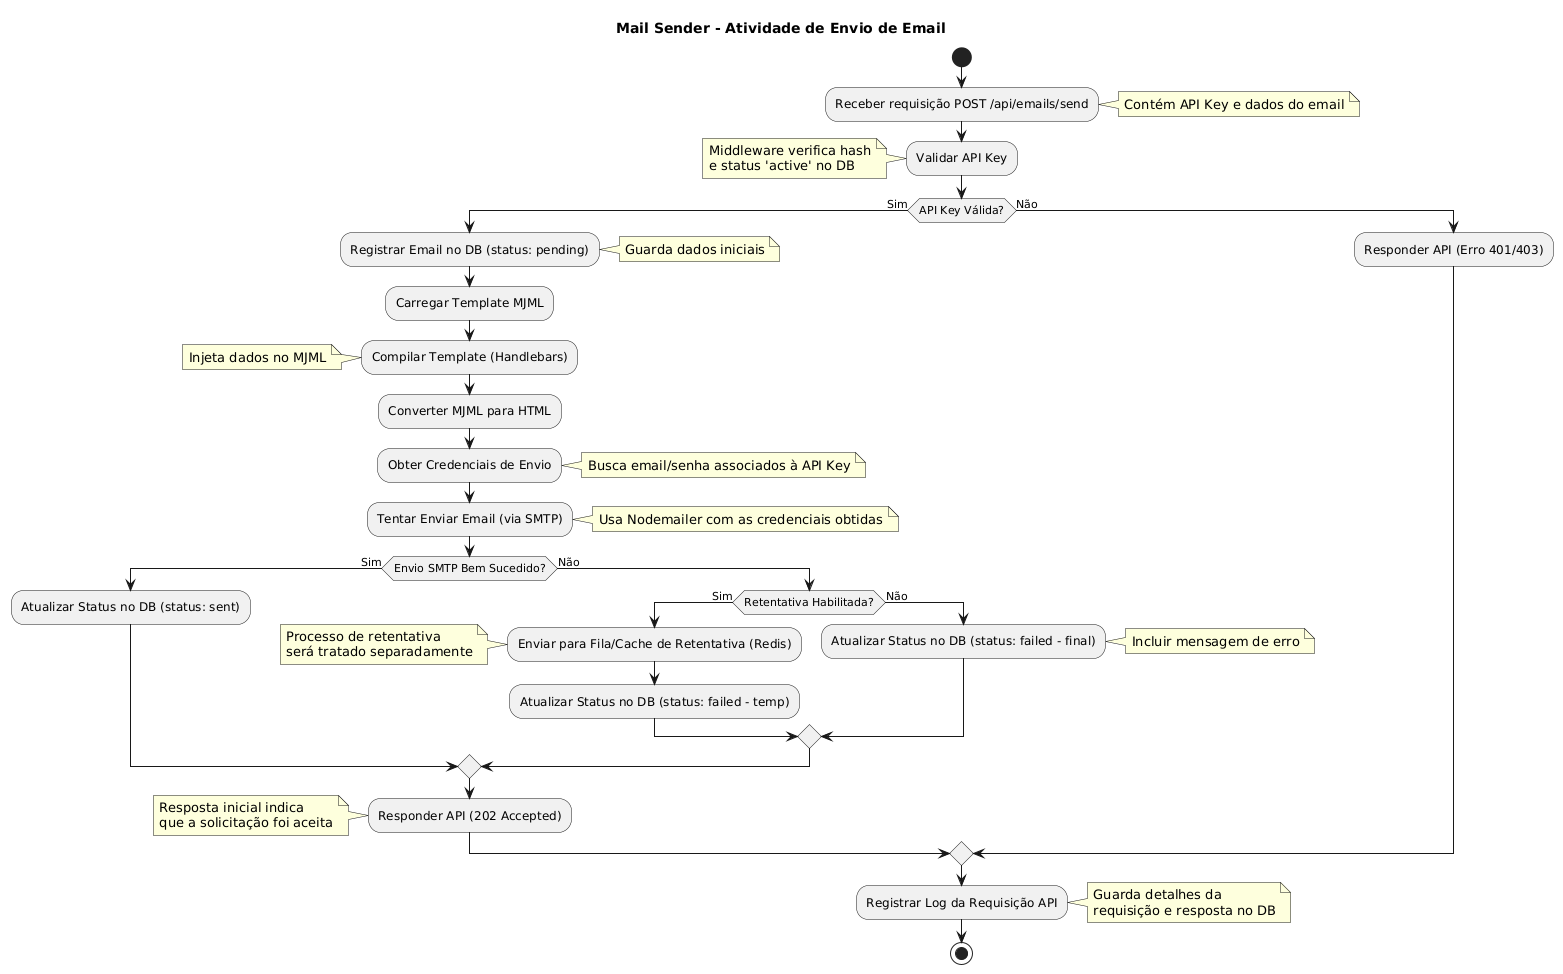 Mail Sender - Atividade de Envio de Email
Receber requisição POST /api/emails/send
Contém API Key e dados do email
Middleware verifica hash
e status 'active' no DB
Validar API Key
Sim
API Key Válida?
Não
Registrar Email no DB (status: pending)
Guarda dados iniciais
Responder API (Erro 401/403)
Carregar Template MJML
Injeta dados no MJML
Compilar Template (Handlebars)
Converter MJML para HTML
Obter Credenciais de Envio
Busca email/senha associados à API Key
Tentar Enviar Email (via SMTP)
Usa Nodemailer com as credenciais obtidas
Sim
Envio SMTP Bem Sucedido?
Não
Atualizar Status no DB (status: sent)
Sim
Retentativa Habilitada?
Não
Processo de retentativa
será tratado separadamente
Enviar para Fila/Cache de Retentativa (Redis)
Atualizar Status no DB (status: failed - final)
Incluir mensagem de erro
Atualizar Status no DB (status: failed - temp)
Resposta inicial indica
que a solicitação foi aceita
Responder API (202 Accepted)
Registrar Log da Requisição API
Guarda detalhes da
requisição e resposta no DB